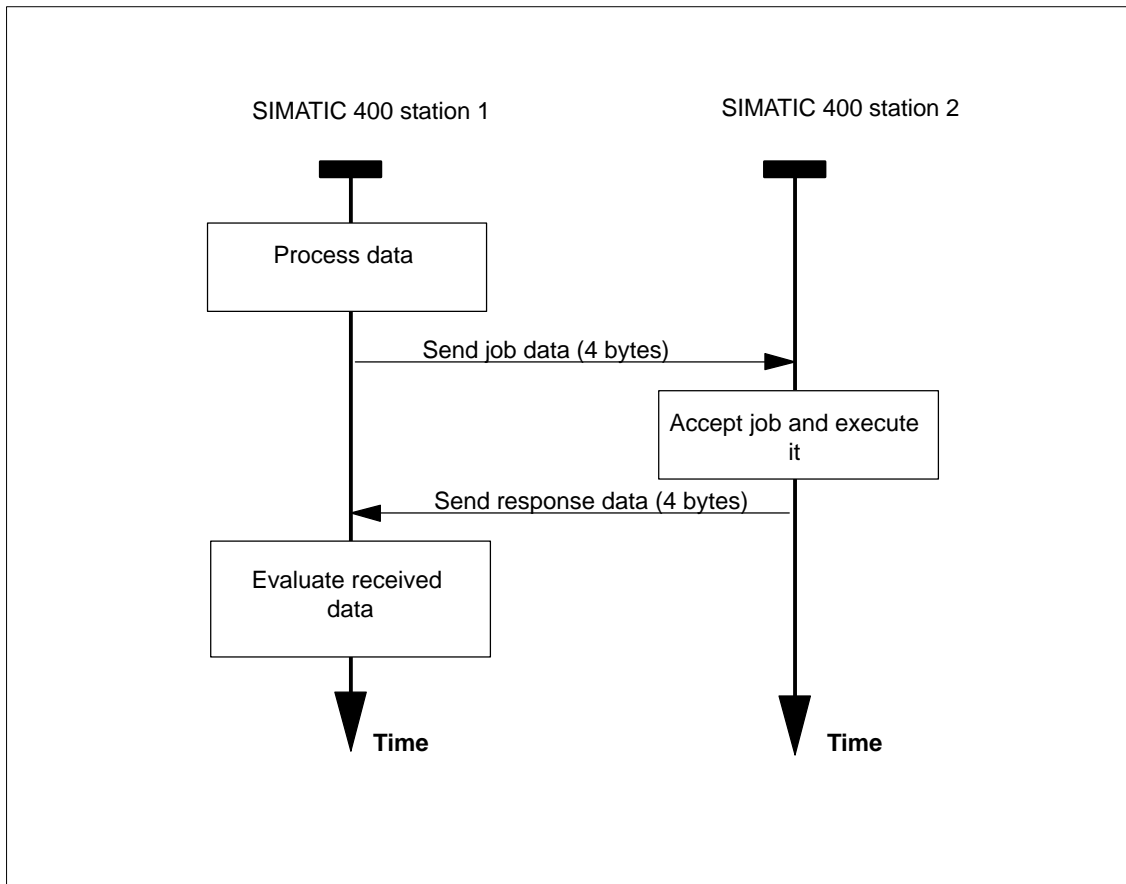 SIMATIC 400 station 1
SIMATIC 400 station 2
Process data
Send job data (4 bytes)
Accept job and execute
it
Send response data (4 bytes)
Evaluate received
data
Time
Time